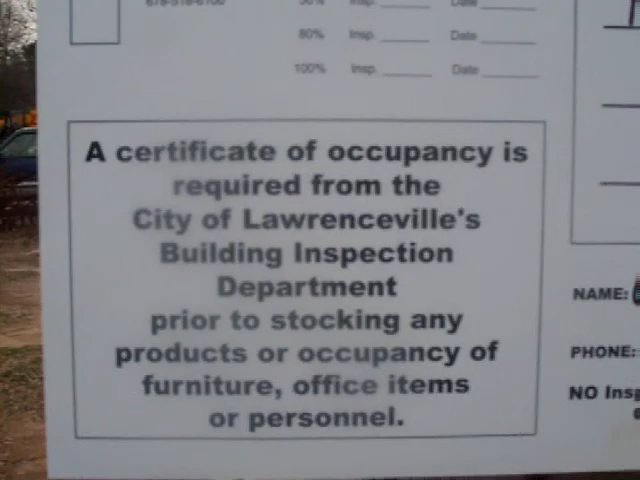 80% Insp. Date
100% Insp. Date
A certificate of occupancy is
required from the
City of Lawrenceville's
Building Inspection
Department
prior to stocking any
products or occupancy of
furniture, office items
or personnel.
NAME:
PHONE:
NO